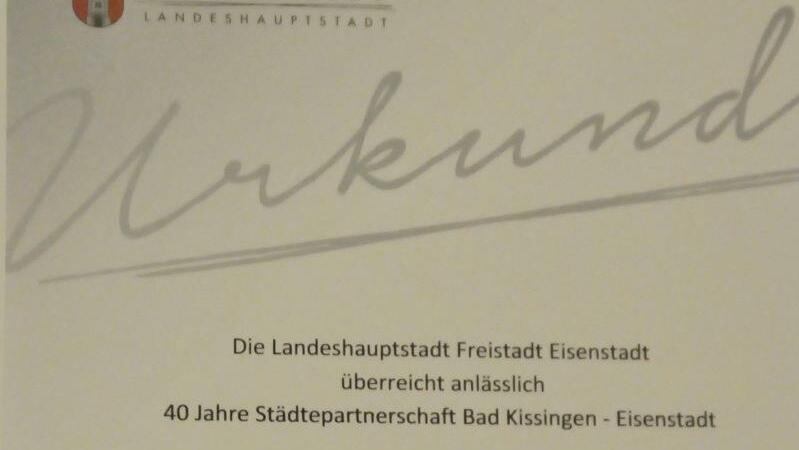 LANDESHAUPTSTADT
Urkund
Die Landeshauptstadt Freistadt Eisenstadt
überreicht anlässlich
40 Jahre Städtepartnerschaft Bad Kissingen - Eisenstadt